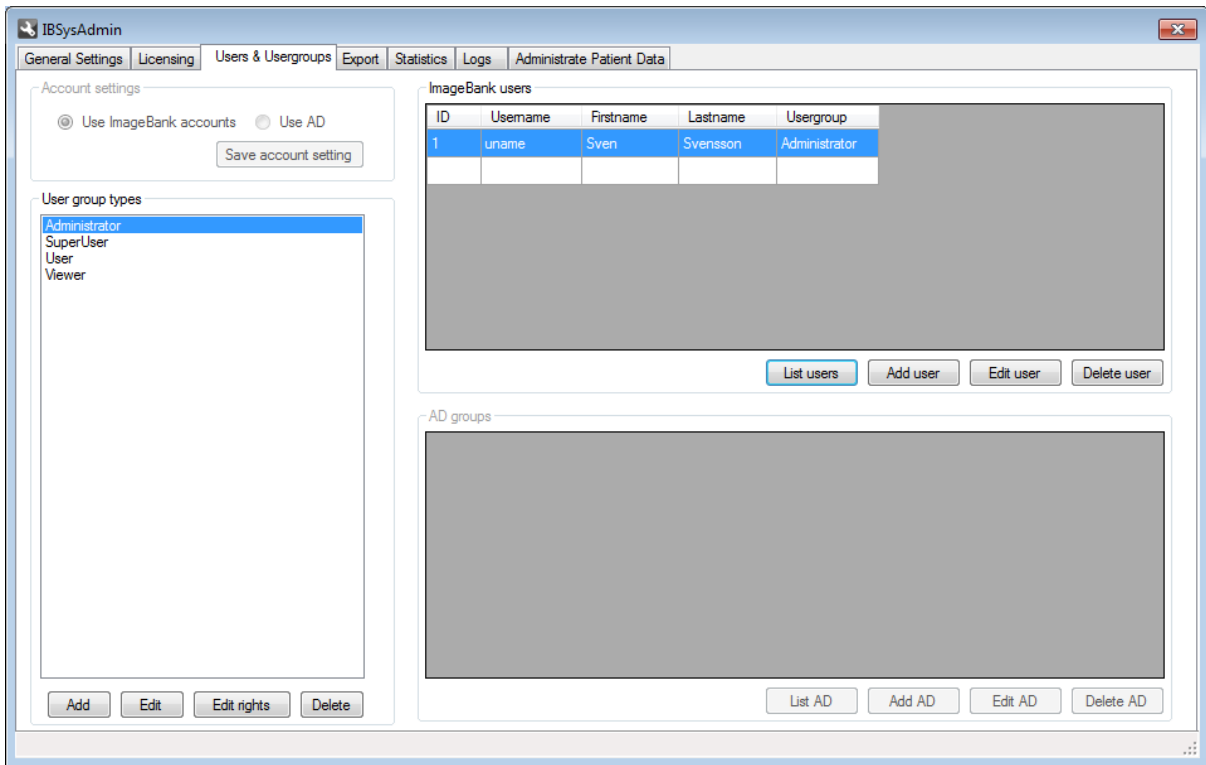 IBSysAdmin
General Settings Licensing Users & Usergroups Export Statistics Logs Administrate Patient Data
Account settings
Use ImageBank accounts Use AD
Save account setting
User group types
Administrator
SuperUser
User
Viewer
Add Edit Edit rights Delete
ImageBank users
ID Username Firstname Lastname Usergroup
1 uname Sven Svensson Administrator
List users Add user Edit user Delete user
AD groups
List AD Add AD Edit AD Delete AD